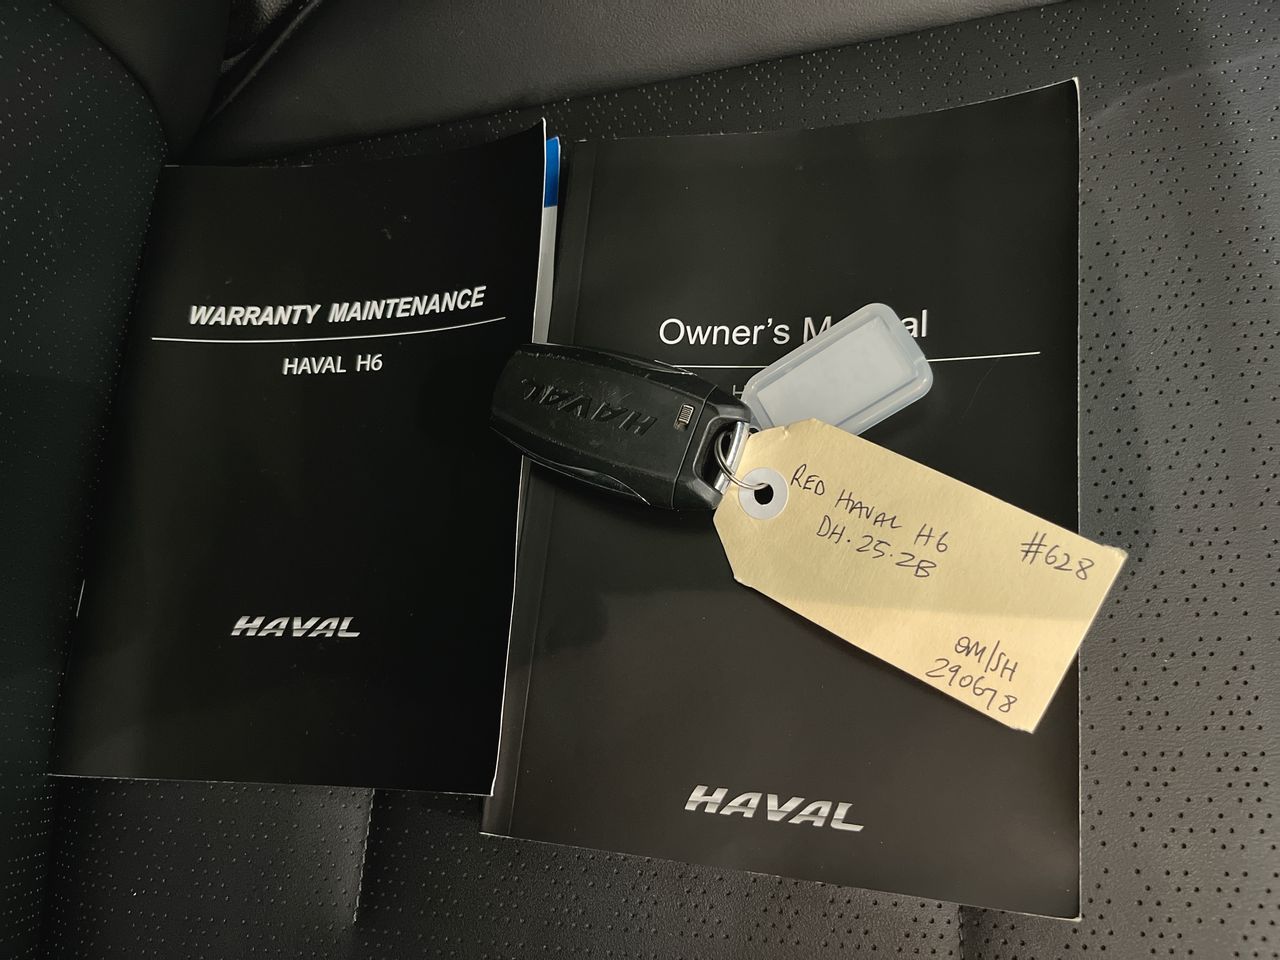 WARRANTY MAINTENANCE
HAVAL H6
HAVAL
Owner's
HAVAL
HAVAL
RED HAVAL H6
DH.25.2B
#628
OM/SH
290678